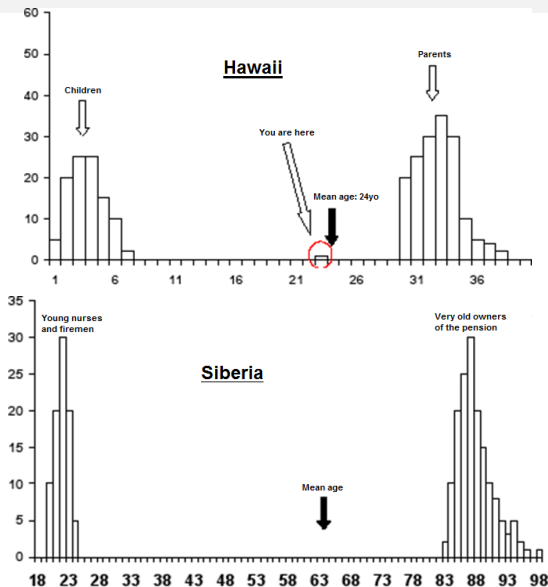 60
50
40
30
20
10
0
Hawaii
Children
Parents
You are here
Mean age: 24yo
1 6 11 16 21 26 31 36
35
30
25
20
15
10
5
0
Young nurses
and firemen
Very old owners
of the pension
Siberia
Mean age
18 23 28 33 38 43 48 53 58 63 68 73 78 83 88 93 98